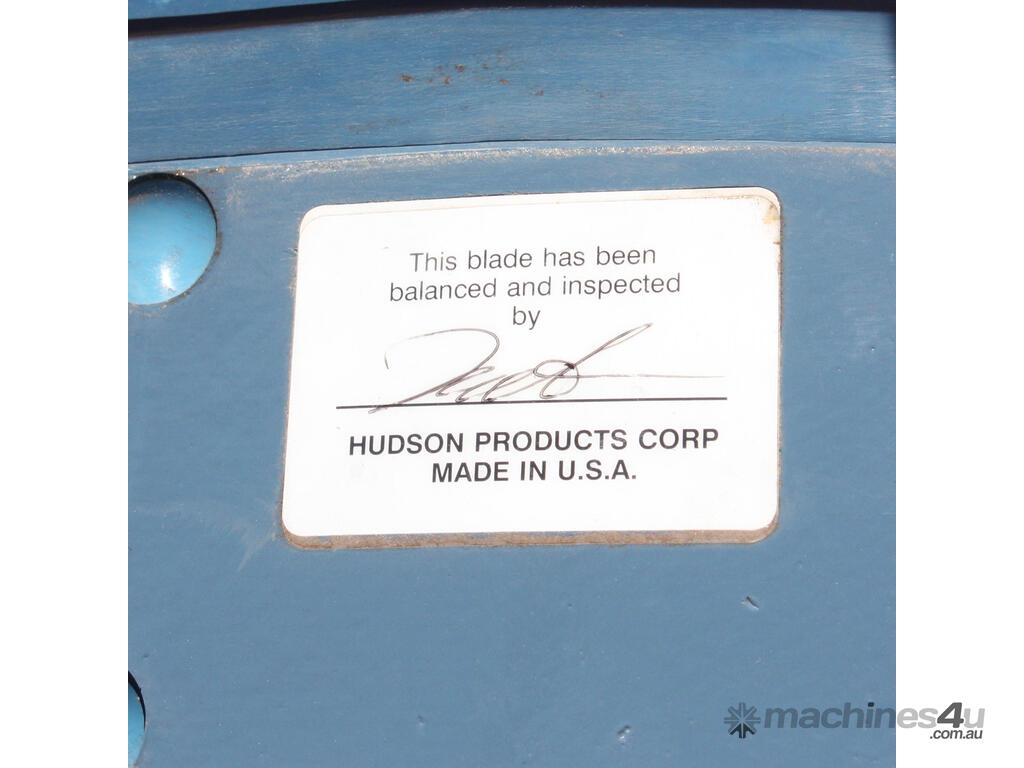 This blade has been
balanced and inspected
by
HUDSON PRODUCTS CORP
MADE IN U.S.A.
machines4u
.com.au